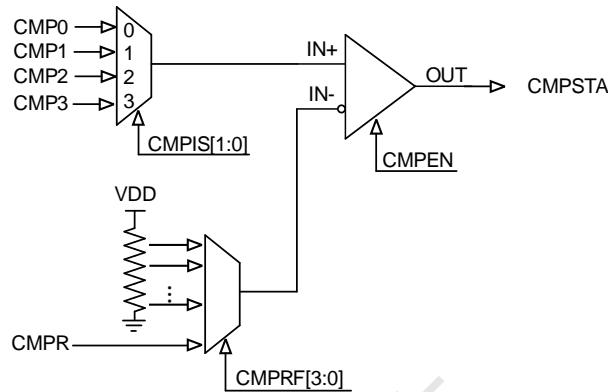 CMP0
CMP1
CMP2
CMP3
0
1
2
3
IN+
IN-
OUT
CMPSTA
CMPIS[1:0]
CMPEN
VDD
CMPR
CMPRF[3:0]